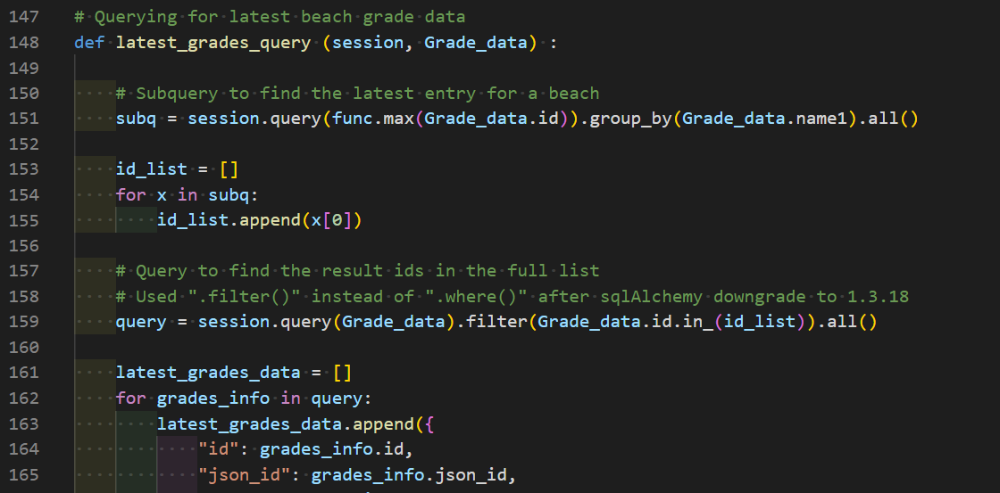 147 # Querying for latest beach grade data
148 def latest_grades_query (session, Grade_data) :
149
150     # Subquery to find the latest entry for a beach
151     subq = session.query(func.max(Grade_data.id)).group_by(Grade_data.name1).all()
152
153     id_list = []
154     for x in subq:
155         id_list.append(x[0])
156
157     # Query to find the result ids in the full list
158     # Used ".filter()" instead of ".where()" after sqlAlchemy downgrade to 1.3.18
159     query = session.query(Grade_data).filter(Grade_data.id.in_(id_list)).all()
160
161     latest_grades_data = []
162     for grades_info in query:
163         latest_grades_data.append({
164             "id": grades_info.id,
165             "json_id": grades_info.json_id,